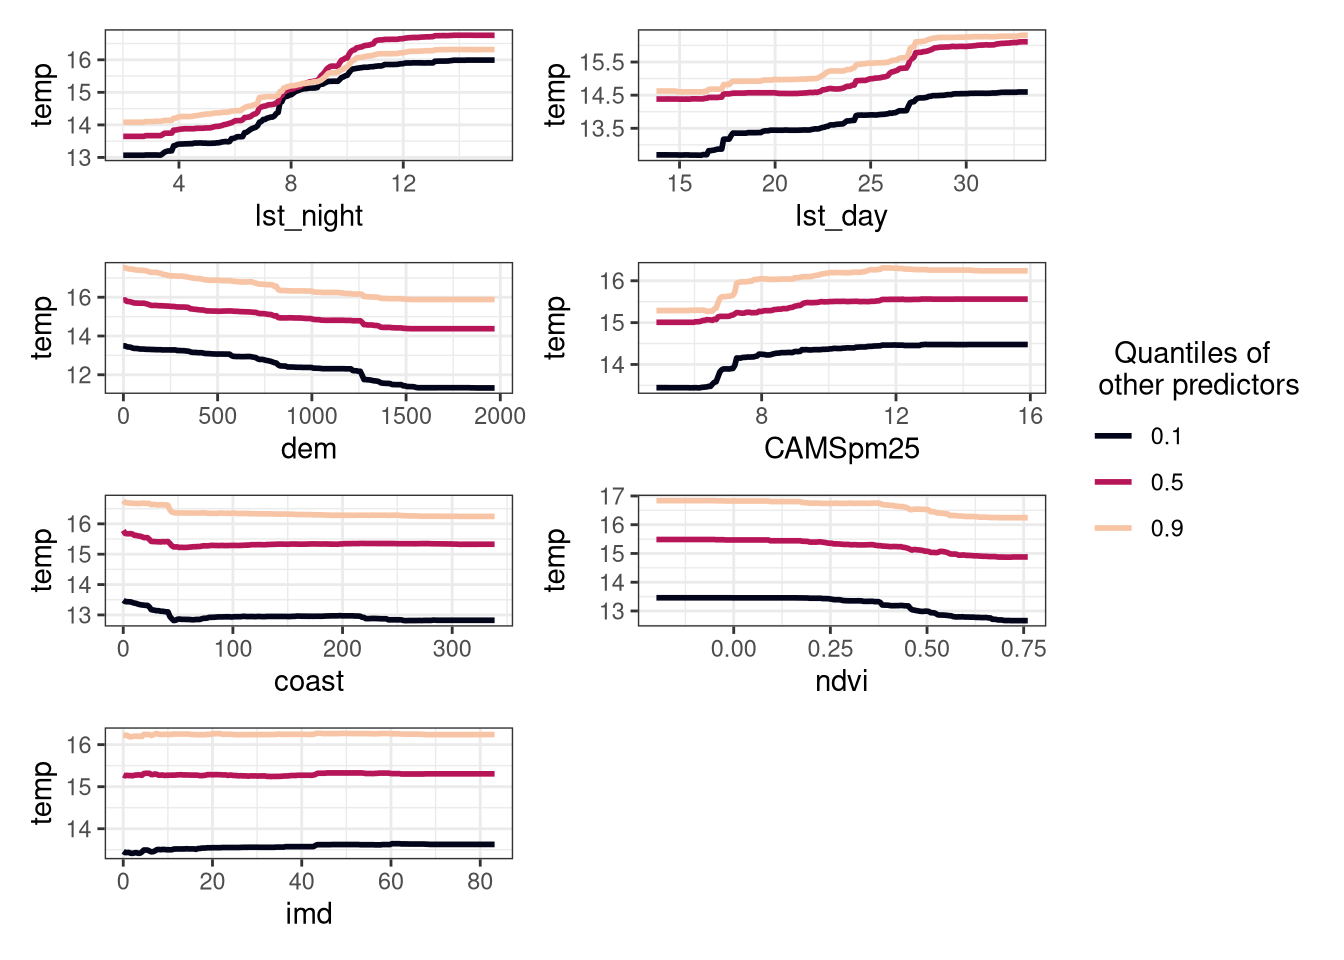 temp
16
15
14
13
4 8 12
lst_night
temp
15.5
14.5
13.5
15 20 25 30
lst_day
temp
16
14
12
0 500 1000 1500 2000
dem
temp
16
15
14
8 12 16
CAMSpm25
temp
16
15
14
13
0 100 200 300
coast
temp
17
16
15
14
13
0.00 0.25 0.50 0.75
ndvi
temp
16
15
14
0 20 40 60 80
imd
Quantiles of
other predictors
0.1
0.5
0.9